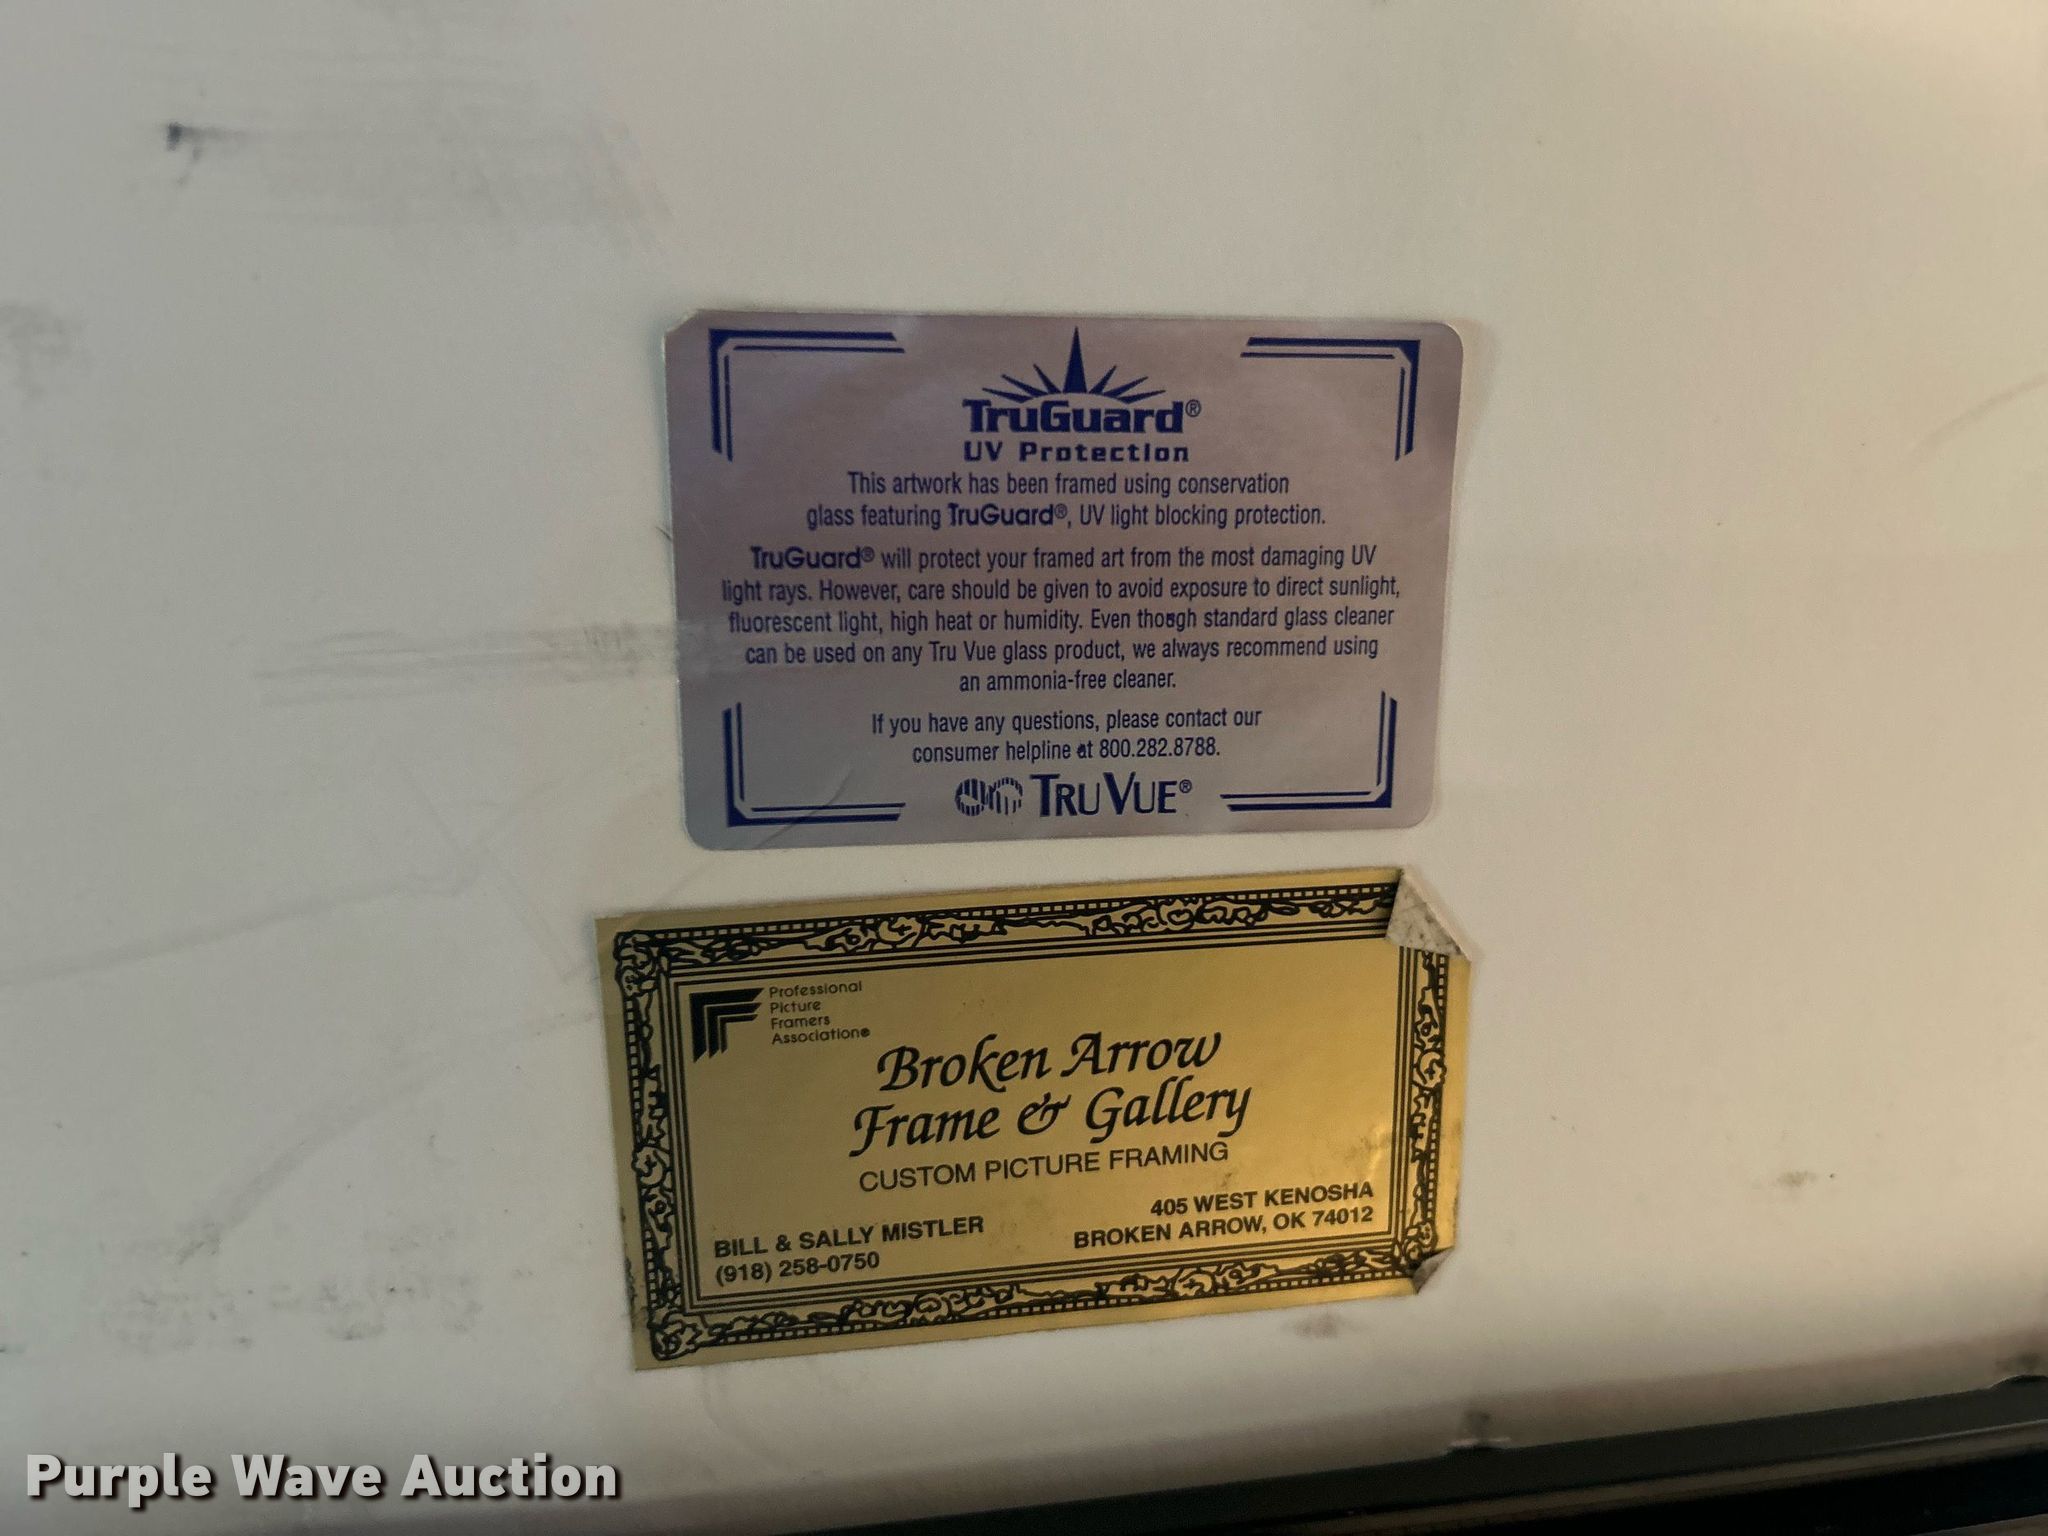 TruGuard®
UV Protection
This artwork has been framed using conservation
glass featuring TruGuard®, UV light blocking protection.
TruGuard® will protect your framed art from the most damaging UV
light rays. However, care should be given to avoid exposure to direct sunlight,
fluorescent light, high heat or humidity. Even though standard glass cleaner
can be used on any Tru Vue glass product, we always recommend using
an ammonia-free cleaner.
If you have any questions, please contact our
consumer helpline at 800.282.8788.
TRU VUE®
Professional
Picture
Framers
Association®
Broken Arrow
Frame & Gallery
CUSTOM PICTURE FRAMING
BILL & SALLY MISTLER
(918) 258-0750
405 WEST KENOSHA
BROKEN ARROW, OK 74012
Purple Wave Auction